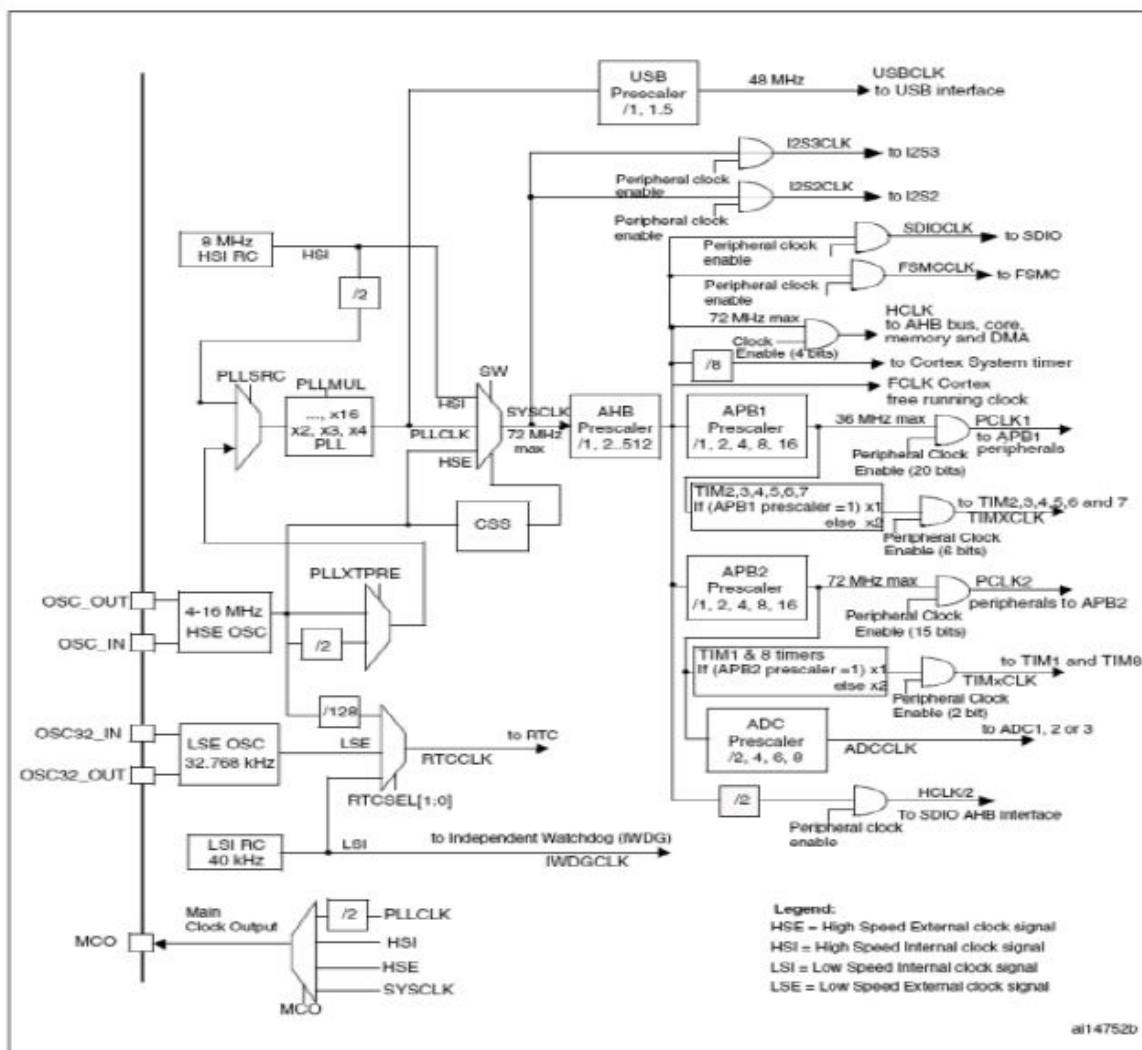 USB
Prescaler
/1, 1.5
48 MHz
USBCLK
to USB interface
I2S3CLK
to I2S3
Peripheral clock
enable
I2S2CLK
to I2S2
Peripheral clock
enable
8 MHz
HSI RC
HSI
SDIOCLK
to SDIO
Peripheral clock
enable
/2
FSMCCLK
to FSMC
Peripheral clock
enable
HCLK
to AHB bus, core,
memory and DMA
72 MHz max
Clock
Enable (4 bits)
/8
to Cortex System timer
FCLK Cortex
free running clock
PLLSRC
PLLMUL
..., x16
x2, x3, x4
PLL
SW
HSI
PLLCLK
HSE
SYSCLK
72 MHz
max
AHB
Prescaler
/1, 2..512
APB1
Prescaler
/1, 2, 4, 8, 16
36 MHz max
PCLK1
to APB1
peripherals
Peripheral Clock
Enable (20 bits)
TIM2,3,4,5,6,7
If (APB1 prescaler =1) x1
else x2
to TIM2,3,4,5,6 and 7
TIMXCLK
Peripheral Clock
Enable (6 bits)
CSS
PLLXTPRE
OSC_OUT
OSC_IN
4-16 MHz
HSE OSC
/2
APB2
Prescaler
/1, 2, 4, 8, 16
72 MHz max
PCLK2
peripherals to APB2
Peripheral Clock
Enable (15 bits)
TIM1 & 8 timers
If (APB2 prescaler =1) x1
else x2
to TIM1 and TIM8
TIMxCLK
Peripheral Clock
Enable (2 bit)
/128
OSC32_IN
OSC32_OUT
LSE OSC
32.768 kHz
LSE
to RTC
RTCCLK
RTCSEL[1:0]
ADC
Prescaler
/2, 4, 6, 8
to ADC1, 2 or 3
ADCCLK
/2
HCLK/2
To SDIO AHB interface
Peripheral clock
enable
LSI RC
40 kHz
LSI
to Independent Watchdog (IWDG)
IWDGCLK
Main
Clock Output
MCO
/2
PLLCLK
HSI
HSE
SYSCLK
MCO
Legend:
HSE = High Speed External clock signal
HSI = High Speed Internal clock signal
LSI = Low Speed Internal clock signal
LSE = Low Speed External clock signal
ai14752b